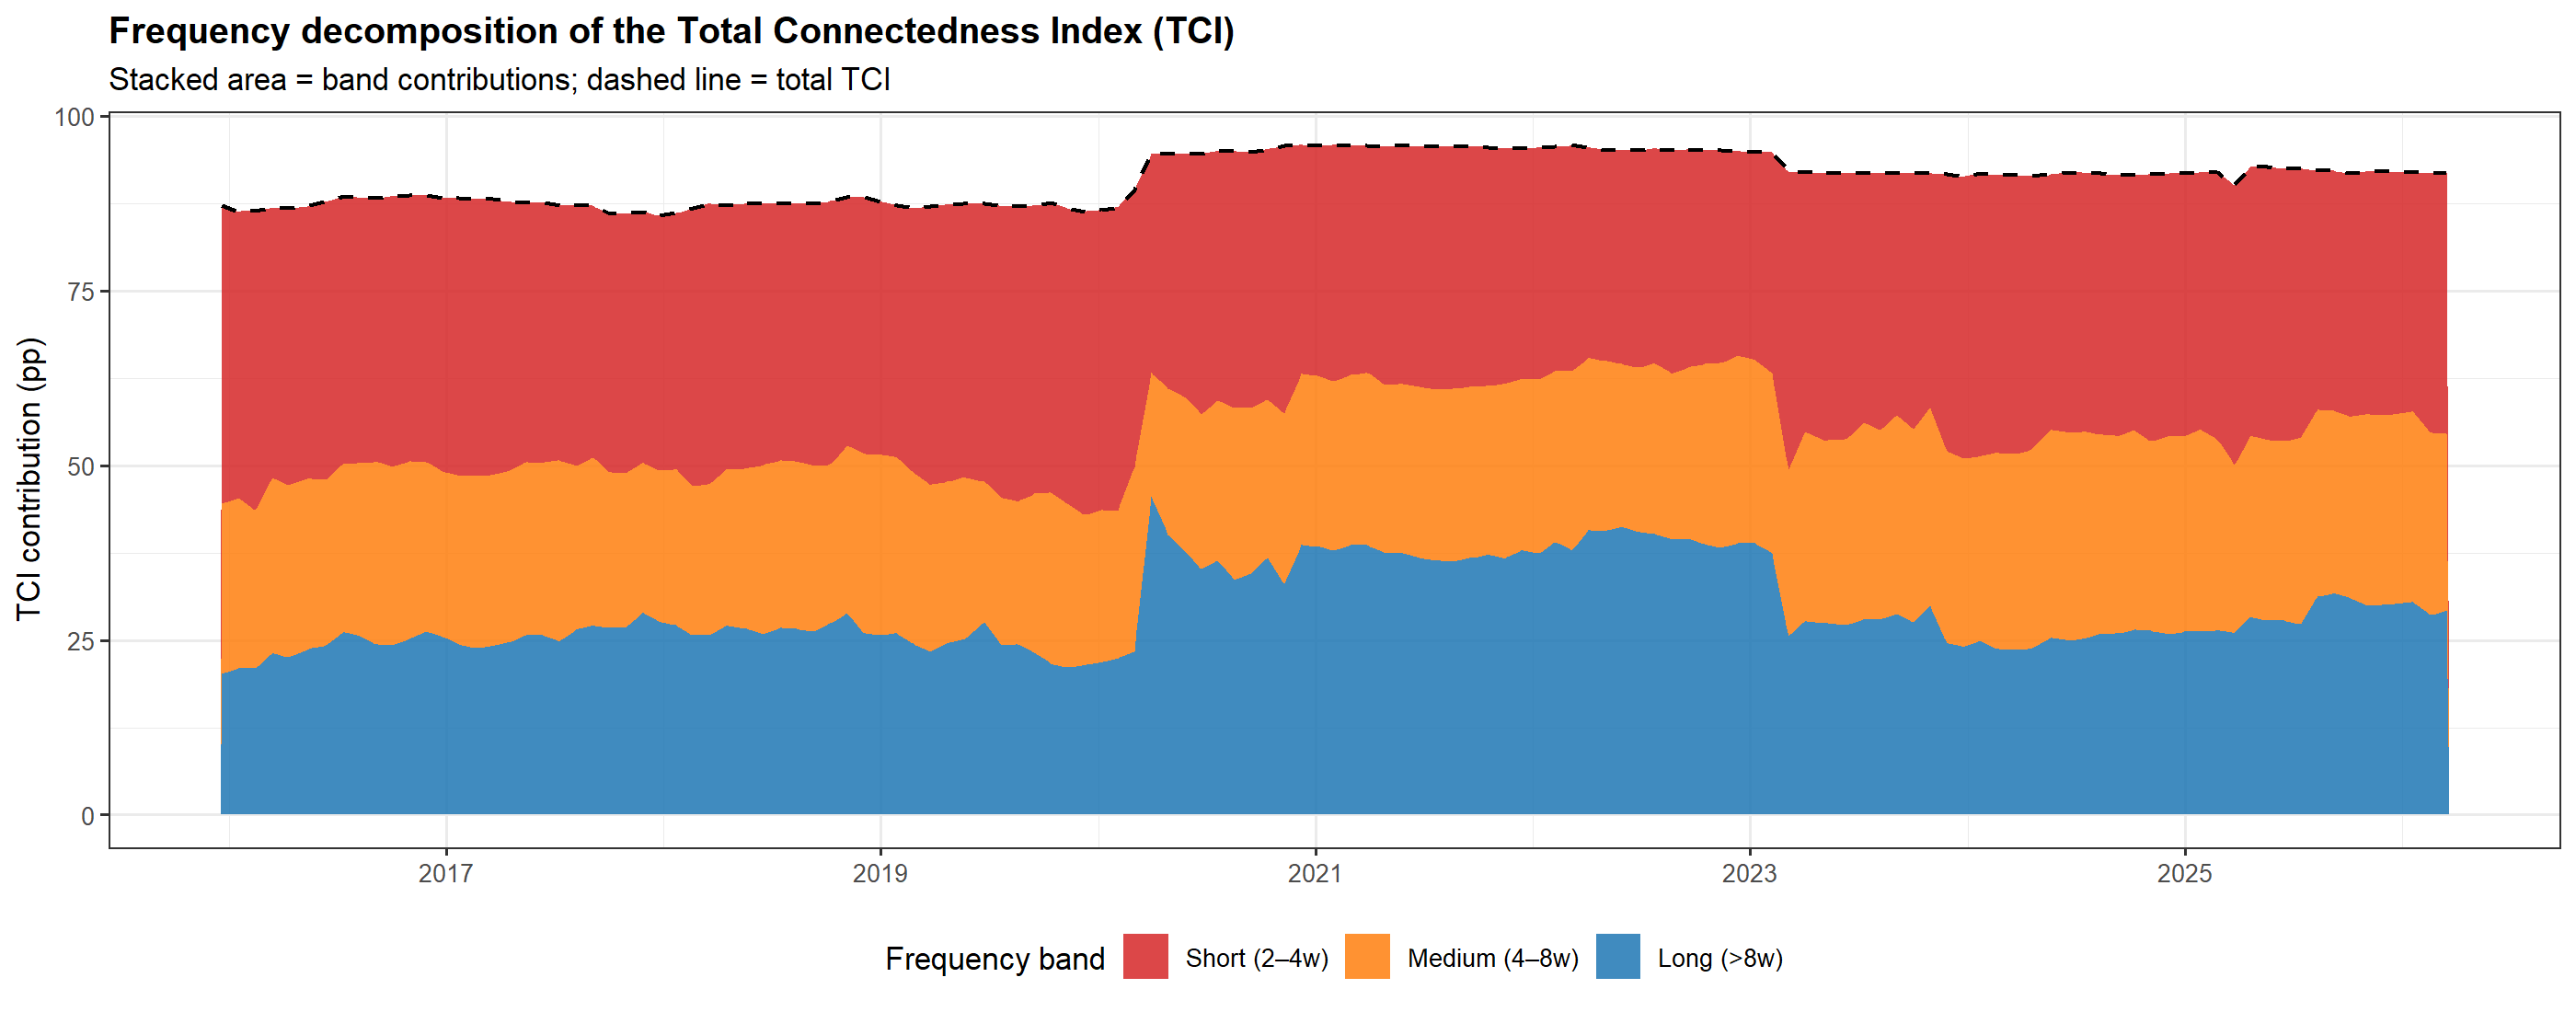 Frequency decomposition of the Total Connectedness Index (TCI)
Stacked area = band contributions; dashed line = total TCI
TCI contribution (pp)
100
75
50
25
0
2017 2019 2021 2023 2025
Frequency band Short (2–4w) Medium (4–8w) Long (>8w)